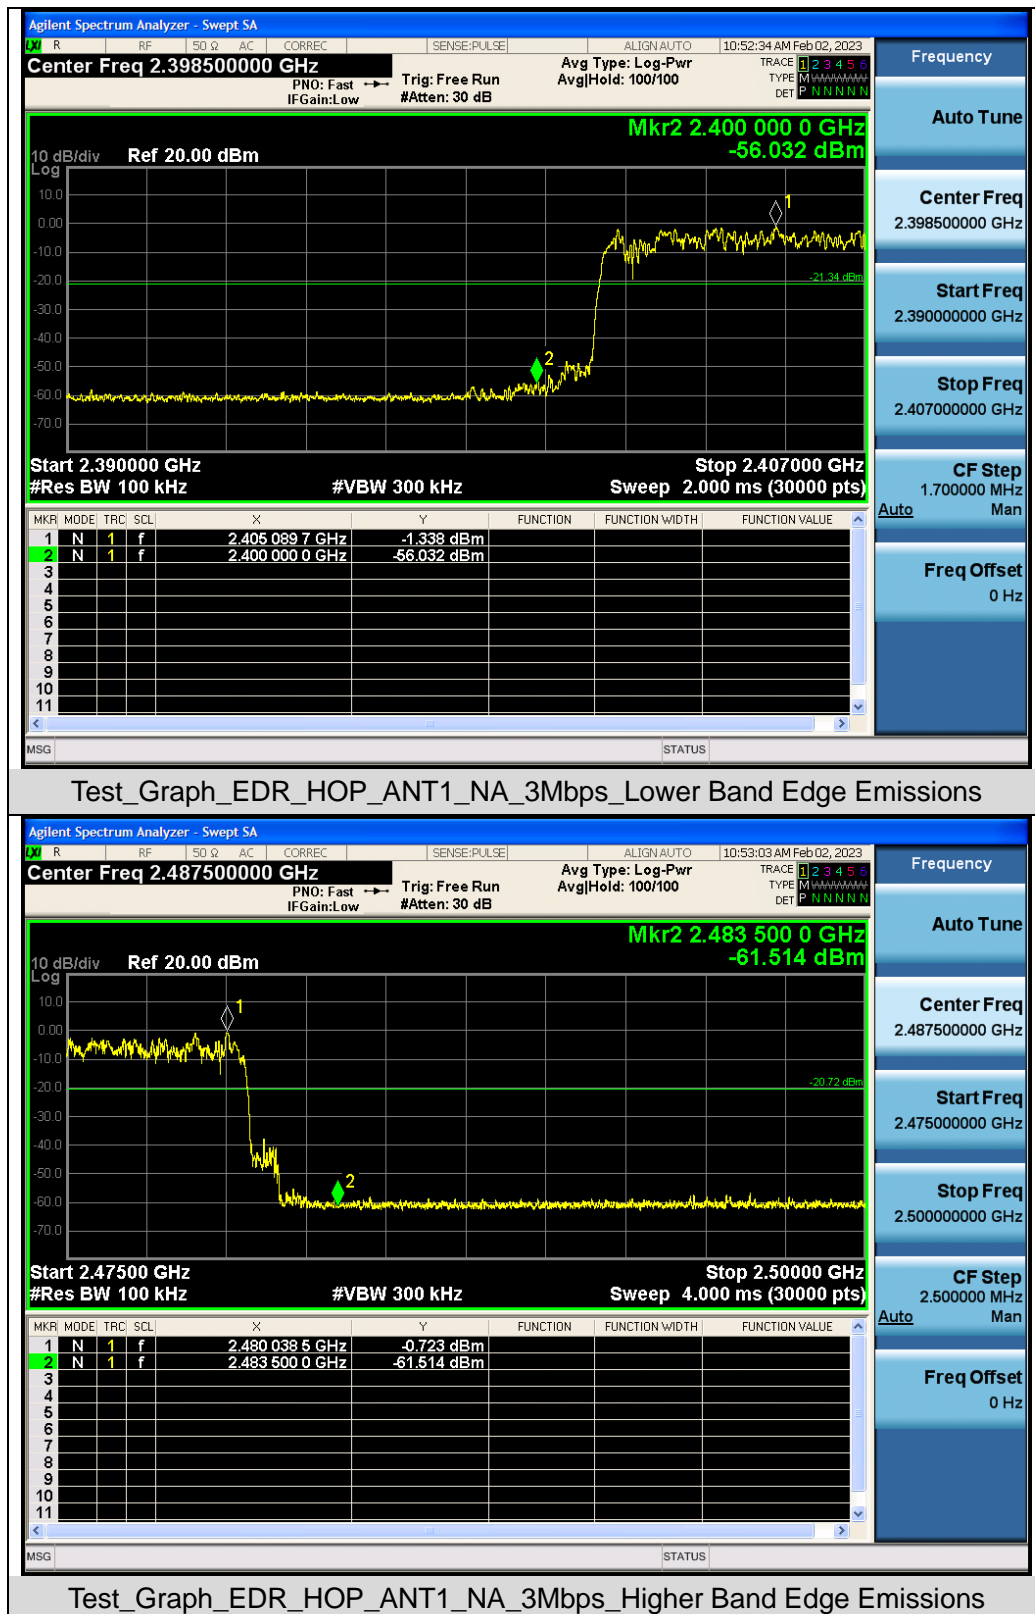 Agilent Spectrum Analyzer - Swept SA
LXI R RF 50 Ω AC CORREC SENSE:PULSE ALIGN AUTO 10:52:34 AM Feb 02, 2023
Center Freq 2.398500000 GHz
PNO: Fast
IFGain:Low
Trig: Free Run
#Atten: 30 dB
Avg Type: Log-Pwr
Avg|Hold: 100/100
TRACE 1 2 3 4 5 6
TYPE M
DET P N N N N N
Mkr2 2.400 000 0 GHz
-56.032 dBm
10 dB/div Ref 20.00 dBm
Log
10.0
0.00
-10.0
-20.0
-30.0
-40.0
-50.0
-60.0
-70.0
1
2
-21.34 dBm
Start 2.390000 GHz Stop 2.407000 GHz
#Res BW 100 kHz #VBW 300 kHz Sweep 2.000 ms (30000 pts)
MKR MODE TRC SCL X Y FUNCTION FUNCTION WIDTH FUNCTION VALUE
1 N 1 f 2.405 089 7 GHz -1.338 dBm
2 N 1 f 2.400 000 0 GHz -56.032 dBm
3
4
5
6
7
8
9
10
11
MSG STATUS
Frequency
Auto Tune
Center Freq
2.398500000 GHz
Start Freq
2.390000000 GHz
Stop Freq
2.407000000 GHz
CF Step
1.700000 MHz
Auto Man
Freq Offset
0 Hz
Test_Graph_EDR_HOP_ANT1_NA_3Mbps_Lower Band Edge Emissions
Agilent Spectrum Analyzer - Swept SA
LXI R RF 50 Ω AC CORREC SENSE:PULSE ALIGN AUTO 10:53:03 AM Feb 02, 2023
Center Freq 2.487500000 GHz
PNO: Fast
IFGain:Low
Trig: Free Run
#Atten: 30 dB
Avg Type: Log-Pwr
Avg|Hold: 100/100
TRACE 1 2 3 4 5 6
TYPE M
DET P N N N N N
Mkr2 2.483 500 0 GHz
-61.514 dBm
10 dB/div Ref 20.00 dBm
Log
10.0
0.00
-10.0
-20.0
-30.0
-40.0
-50.0
-60.0
-70.0
1
2
-20.72 dBm
Start 2.47500 GHz Stop 2.50000 GHz
#Res BW 100 kHz #VBW 300 kHz Sweep 4.000 ms (30000 pts)
MKR MODE TRC SCL X Y FUNCTION FUNCTION WIDTH FUNCTION VALUE
1 N 1 f 2.480 038 5 GHz -0.723 dBm
2 N 1 f 2.483 500 0 GHz -61.514 dBm
3
4
5
6
7
8
9
10
11
MSG STATUS
Frequency
Auto Tune
Center Freq
2.487500000 GHz
Start Freq
2.475000000 GHz
Stop Freq
2.500000000 GHz
CF Step
2.500000 MHz
Auto Man
Freq Offset
0 Hz
Test_Graph_EDR_HOP_ANT1_NA_3Mbps_Higher Band Edge Emissions